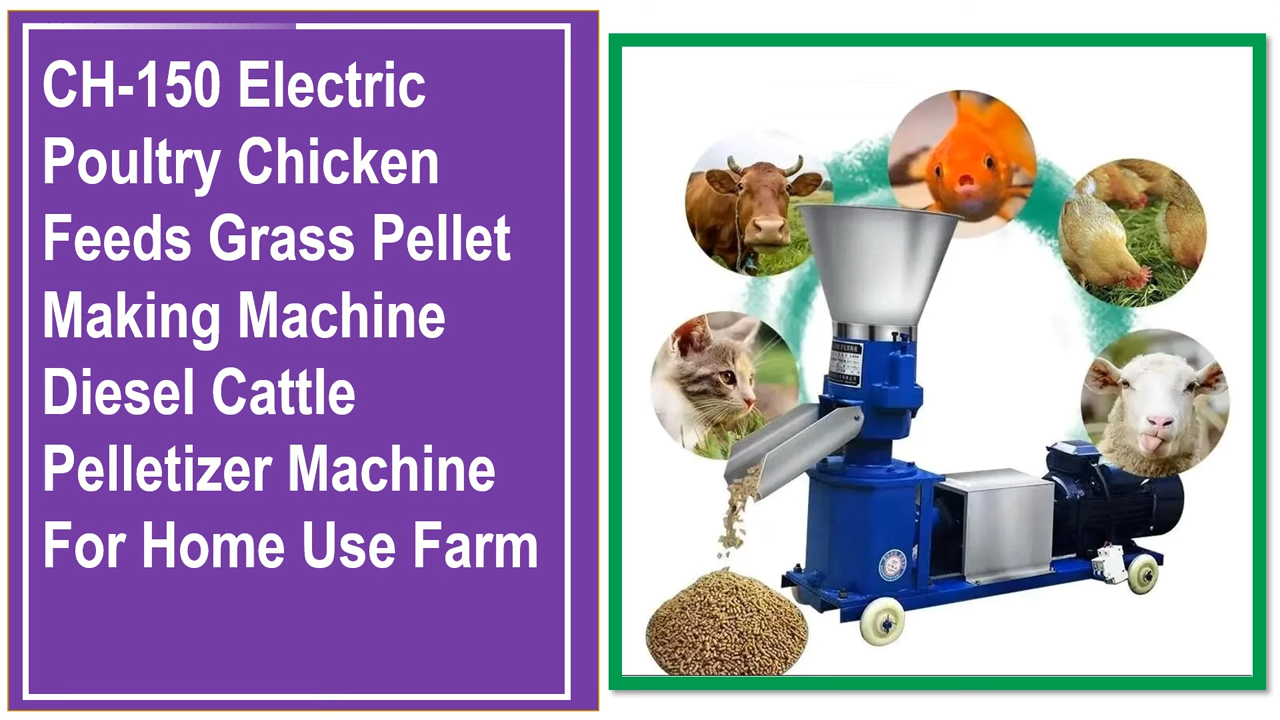 CH-150 Electric
Poultry Chicken
Feeds Grass Pellet
Making Machine
Diesel Cattle
Pelletizer Machine
For Home Use Farm